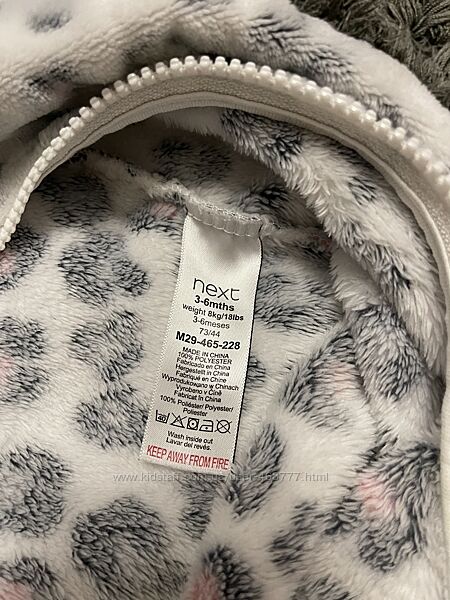 next
3-6mths
weight 8kg/18lbs
3-6meses
73/44
M29-465-228
MADE IN CHINA
100% POLYESTER
Fabricado en China
Hergestellt in China
Fabriqué en Chine
Wyprodukowano w Chinach
Vyrobeno v Číně
Fabricat în China
100% Poliéster/ Polyester/
Poliester
40
Wash inside out
Lavar del revés.
KEEP AWAY FROM FIRE